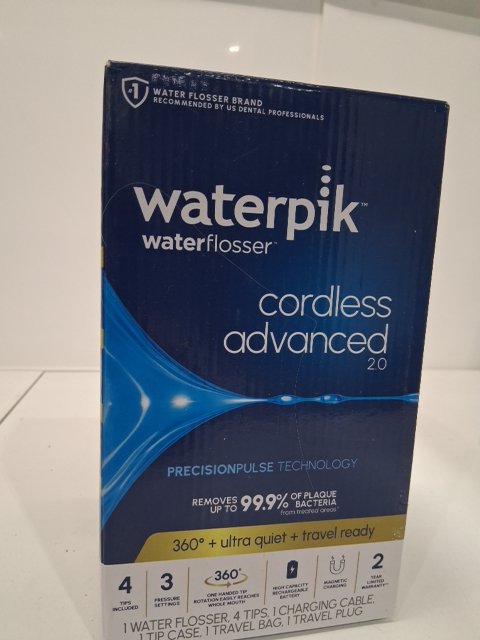 #1
WATER FLOSSER BRAND
RECOMMENDED BY US DENTAL PROFESSIONALS
waterpik™
waterflosser™
cordless
advanced
2.0
PRECISIONPULSE TECHNOLOGY
REMOVES UP TO 99.9% OF PLAQUE BACTERIA
from treated areas*
360° + ultra quiet + travel ready
4 TIPS INCLUDED
3 PRESSURE SETTINGS
360° ONE HANDED TIP ROTATION EASILY REACHES WHOLE MOUTH
HIGH CAPACITY RECHARGEABLE BATTERY
MAGNETIC CHARGING
2 YEAR LIMITED WARRANTY**
1 WATER FLOSSER, 4 TIPS, 1 CHARGING CABLE,
1 TIP CASE, 1 TRAVEL BAG, 1 TRAVEL PLUG